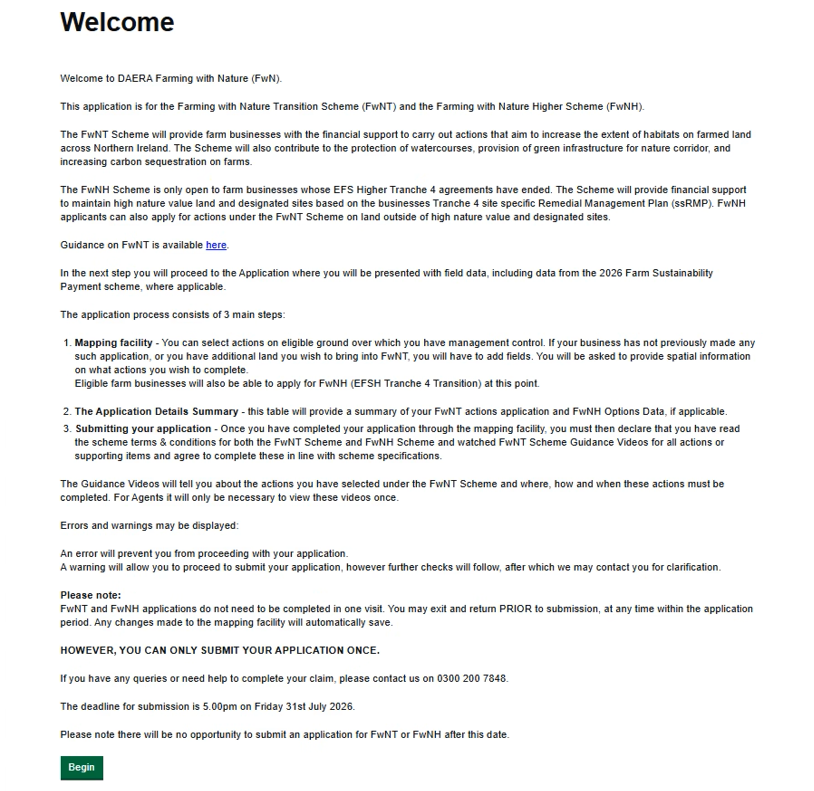 Welcome
Welcome to DAERA Farming with Nature (FwN).
This application is for the Farming with Nature Transition Scheme (FwNT) and the Farming with Nature Higher Scheme (FwNH).
The FwNT Scheme will provide farm businesses with the financial support to carry out actions that aim to increase the extent of habitats on farmed land
across Northern Ireland. The Scheme will also contribute to the protection of watercourses, provision of green infrastructure for nature corridor, and
increasing carbon sequestration on farms.
The FwNH Scheme is only open to farm businesses whose EFS Higher Tranche 4 agreements have ended. The Scheme will provide financial support
to maintain high nature value land and designated sites based on the businesses Tranche 4 site specific Remedial Management Plan (ssRMP). FwNH
applicants can also apply for actions under the FwNT Scheme on land outside of high nature value and designated sites.
Guidance on FwNT is available here.
In the next step you will proceed to the Application where you will be presented with field data, including data from the 2026 Farm Sustainability
Payment scheme, where applicable.
The application process consists of 3 main steps:
1. Mapping facility - You can select actions on eligible ground over which you have management control. If your business has not previously made any
such application, or you have additional land you wish to bring into FwNT, you will have to add fields. You will be asked to provide spatial information
on what actions you wish to complete.
Eligible farm businesses will also be able to apply for FwNH (EFSH Tranche 4 Transition) at this point.
2. The Application Details Summary - this table will provide a summary of your FwNT actions application and FwNH Options Data, if applicable.
3. Submitting your application - Once you have completed your application through the mapping facility, you must then declare that you have read
the scheme terms & conditions for both the FwNT Scheme and FwNH Scheme and watched FwNT Scheme Guidance Videos for all actions or
supporting items and agree to complete these in line with scheme specifications.
The Guidance Videos will tell you about the actions you have selected under the FwNT Scheme and where, how and when these actions must be
completed. For Agents it will only be necessary to view these videos once.
Errors and warnings may be displayed:
An error will prevent you from proceeding with your application.
A warning will allow you to proceed to submit your application, however further checks will follow, after which we may contact you for clarification.
Please note:
FwNT and FwNH applications do not need to be completed in one visit. You may exit and return PRIOR to submission, at any time within the application
period. Any changes made to the mapping facility will automatically save.
HOWEVER, YOU CAN ONLY SUBMIT YOUR APPLICATION ONCE.
If you have any queries or need help to complete your claim, please contact us on 0300 200 7848.
The deadline for submission is 5.00pm on Friday 31st July 2026.
Please note there will be no opportunity to submit an application for FwNT or FwNH after this date.
Begin